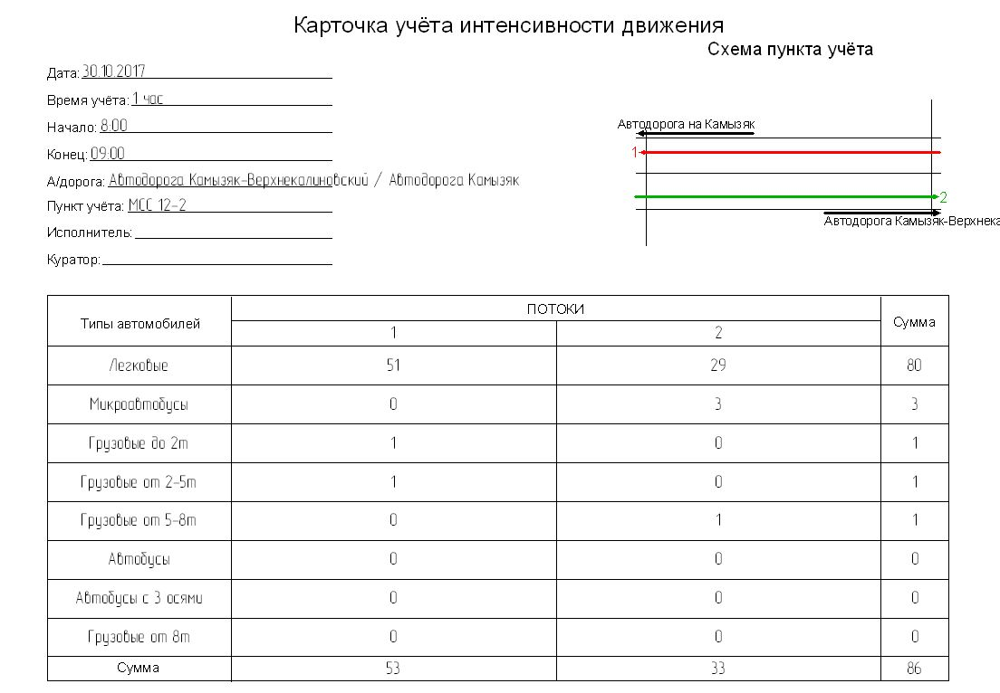 Карточка учёта интенсивности движения
Схема пункта учёта
Дата: 30.10.2017
Время учёта: 1 час
Начало: 8:00
Конец: 09:00
А/дорога: Автодорога Камызяк-Верхнекалиновский / Автодорога Камызяк
Пункт учёта: МСС 12-2
Исполнитель:
Куратор:
Автодорога на Камызяк
1
2
Автодорога Камызяк-Верхнека
Типы автомобилей ПОТОКИ Сумма
1 2
Легковые 51 29 80
Микроавтобусы 0 3 3
Грузовые до 2т 1 0 1
Грузовые от 2-5т 1 0 1
Грузовые от 5-8т 0 1 1
Автобусы 0 0 0
Автобусы с 3 осями 0 0 0
Грузовые от 8т 0 0 0
Сумма 53 33 86